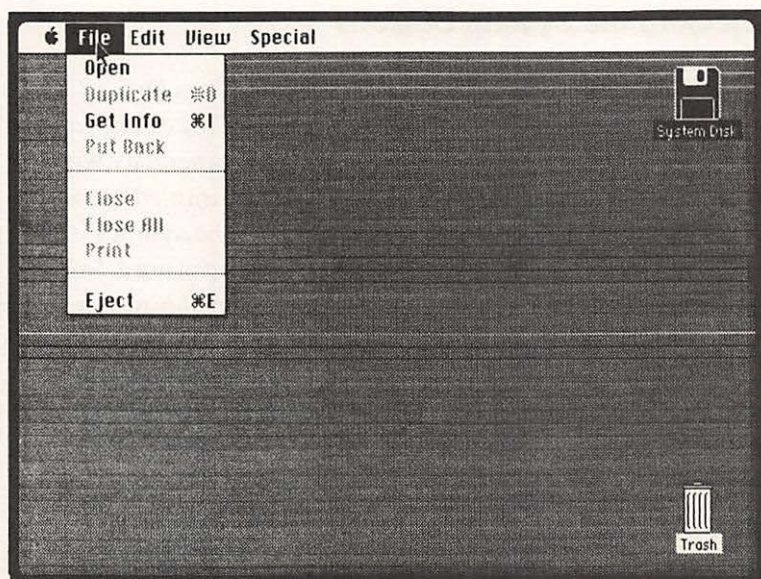 File Edit View Special
Open
Duplicate ⌘D
Get Info ⌘I
Put Back
Close
Close All
Print
Eject ⌘E
System Disk
Trash